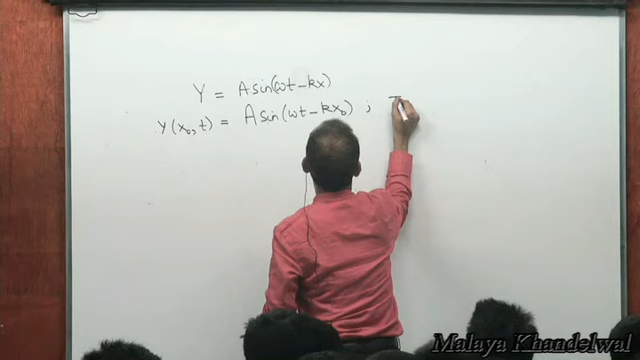 Y = A sin(ωt - kx)
Y(x₀, t) = A sin(ωt - kx₀) ;
Malaya Khandelwal